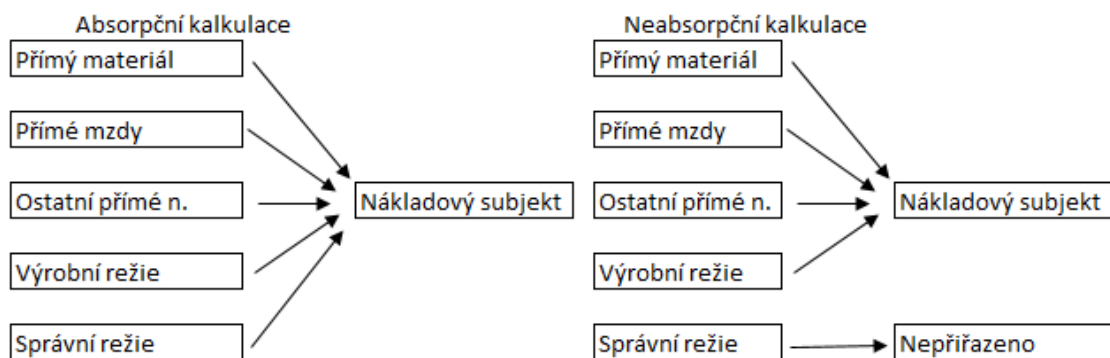 Absorpční kalkulace
Přímý materiál
Přímé mzdy
Ostatní přímé n.
Výrobní režie
Správní režie
Nákladový subjekt
Neabsorpční kalkulace
Přímý materiál
Přímé mzdy
Ostatní přímé n.
Výrobní režie
Správní režie
Nákladový subjekt
Nepřiřazeno